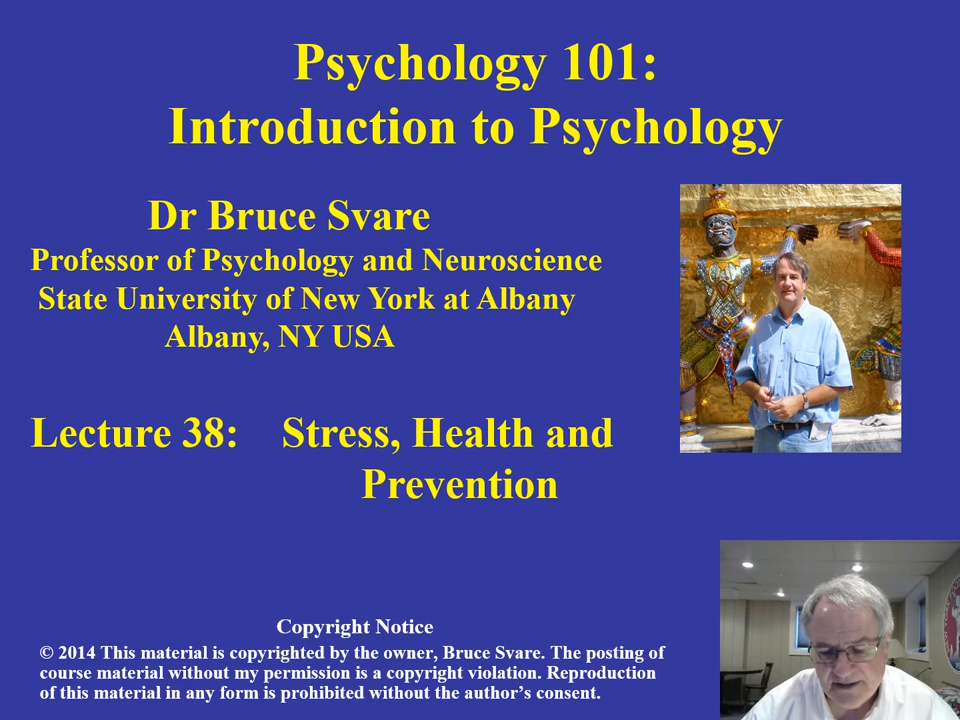 Psychology 101:
Introduction to Psychology
Dr Bruce Svare
Professor of Psychology and Neuroscience
State University of New York at Albany
Albany, NY USA
Lecture 38: Stress, Health and
Prevention
Copyright Notice
© 2014 This material is copyrighted by the owner, Bruce Svare. The posting of
course material without my permission is a copyright violation. Reproduction
of this material in any form is prohibited without the author’s consent.